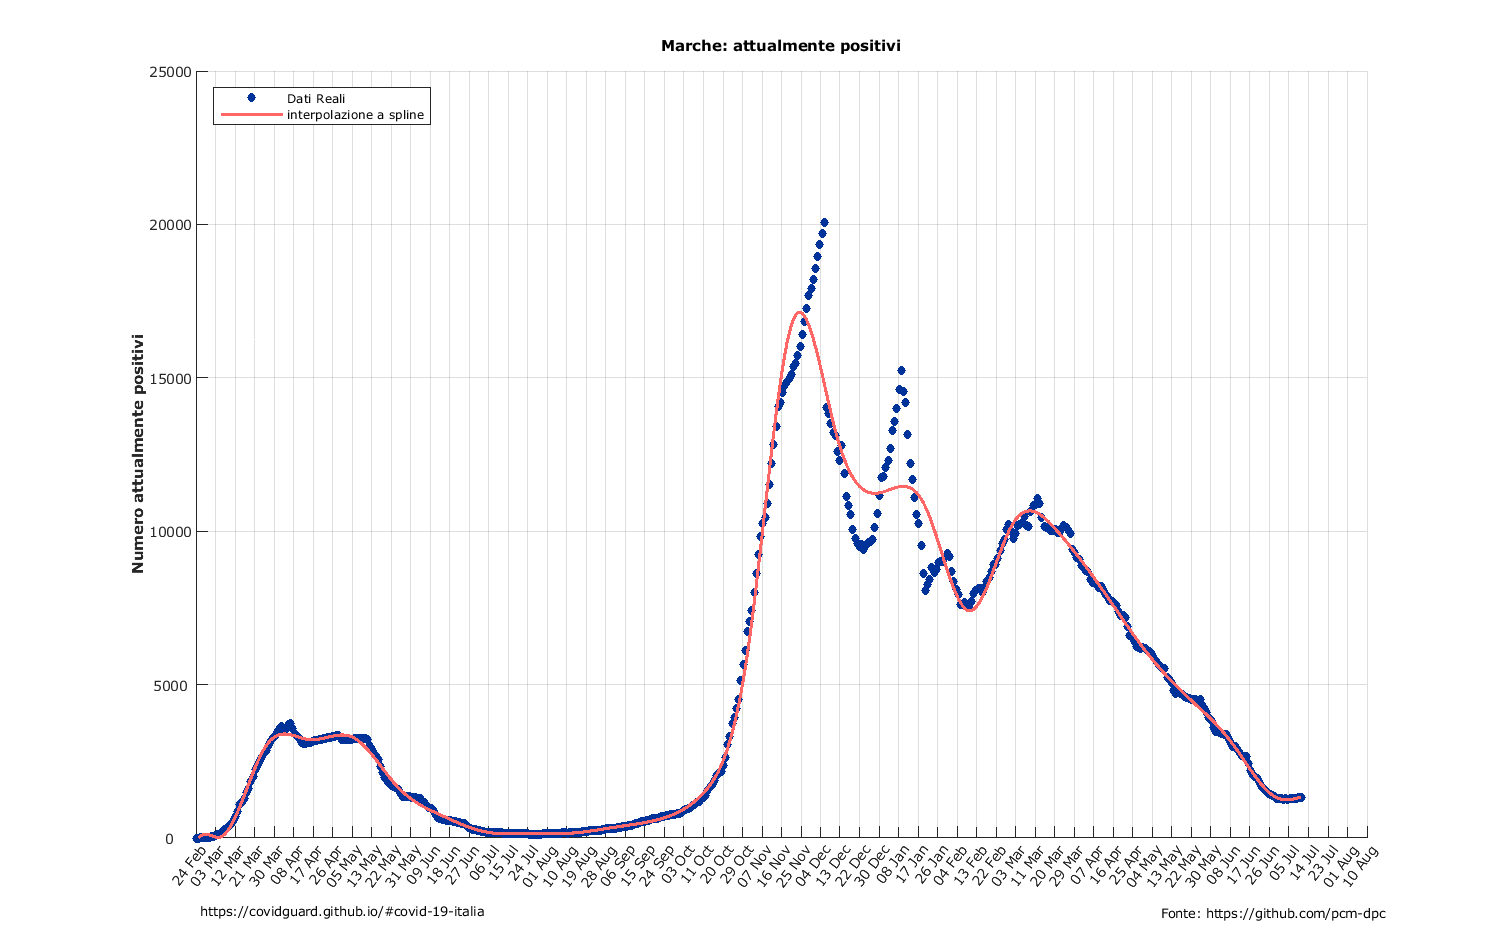 Marche: attualmente positivi
25000
20000
15000
10000
5000
0
Numero attualmente positivi
Dati Reali
interpolazione a spline
24 Feb
03 Mar
12 Mar
21 Mar
30 Mar
08 Apr
17 Apr
26 Apr
05 May
13 May
22 May
31 May
09 Jun
18 Jun
27 Jun
06 Jul
15 Jul
24 Jul
01 Aug
10 Aug
19 Aug
28 Aug
06 Sep
15 Sep
24 Sep
03 Oct
11 Oct
20 Oct
29 Oct
07 Nov
16 Nov
25 Nov
04 Dec
13 Dec
22 Dec
30 Dec
08 Jan
17 Jan
26 Jan
04 Feb
13 Feb
22 Feb
03 Mar
11 Mar
20 Mar
29 Mar
07 Apr
16 Apr
25 Apr
04 May
13 May
22 May
30 May
08 Jun
17 Jun
26 Jun
05 Jul
14 Jul
23 Jul
01 Aug
10 Aug
https://covidguard.github.io/#covid-19-italia
Fonte: https://github.com/pcm-dpc